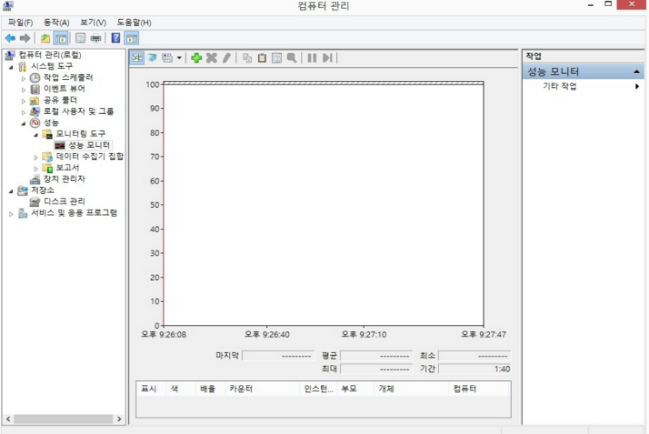 컴퓨터 관리
파일(F) 동작(A) 보기(V) 도움말(H)
컴퓨터 관리(로컬)
시스템 도구
작업 스케줄러
이벤트 뷰어
공유 폴더
로컬 사용자 및 그룹
성능
모니터링 도구
성능 모니터
데이터 수집기 집합
보고서
장치 관리자
저장소
디스크 관리
서비스 및 응용 프로그램
100
90
80
70
60
50
40
30
20
10
0
오후 9:26:08 오후 9:26:40 오후 9:27:10 오후 9:27:47
마지막 --------- 평균 --------- 최소 ---------
최대 --------- 기간 1:40
표시 색 배율 카운터 인스턴... 부모 개체 컴퓨터
작업
성능 모니터
기타 작업